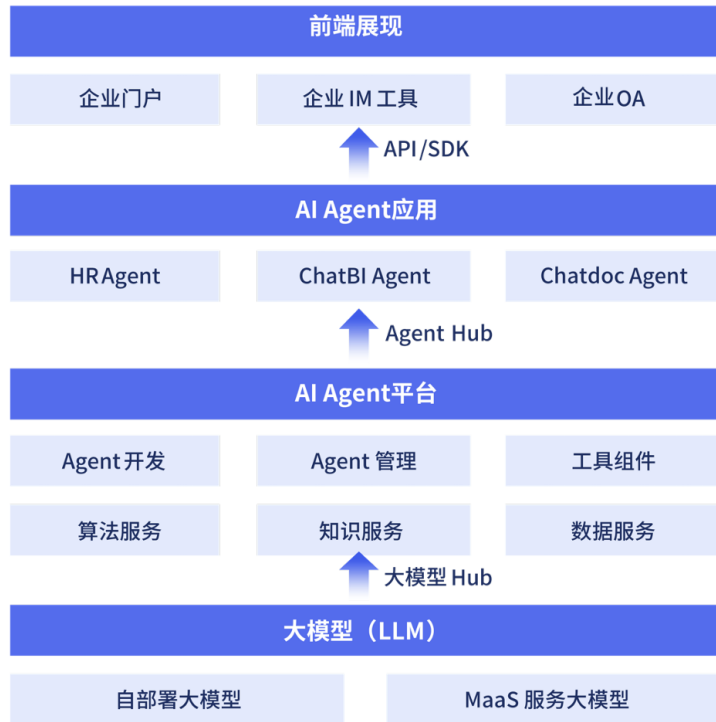 前端展现
企业门户
企业 IM 工具
企业 OA
API/SDK
AI Agent应用
HR Agent
ChatBI Agent
Chatdoc Agent
Agent Hub
AI Agent平台
Agent 开发
Agent 管理
工具组件
算法服务
知识服务
数据服务
大模型 Hub
大模型（LLM）
自部署大模型
MaaS 服务大模型